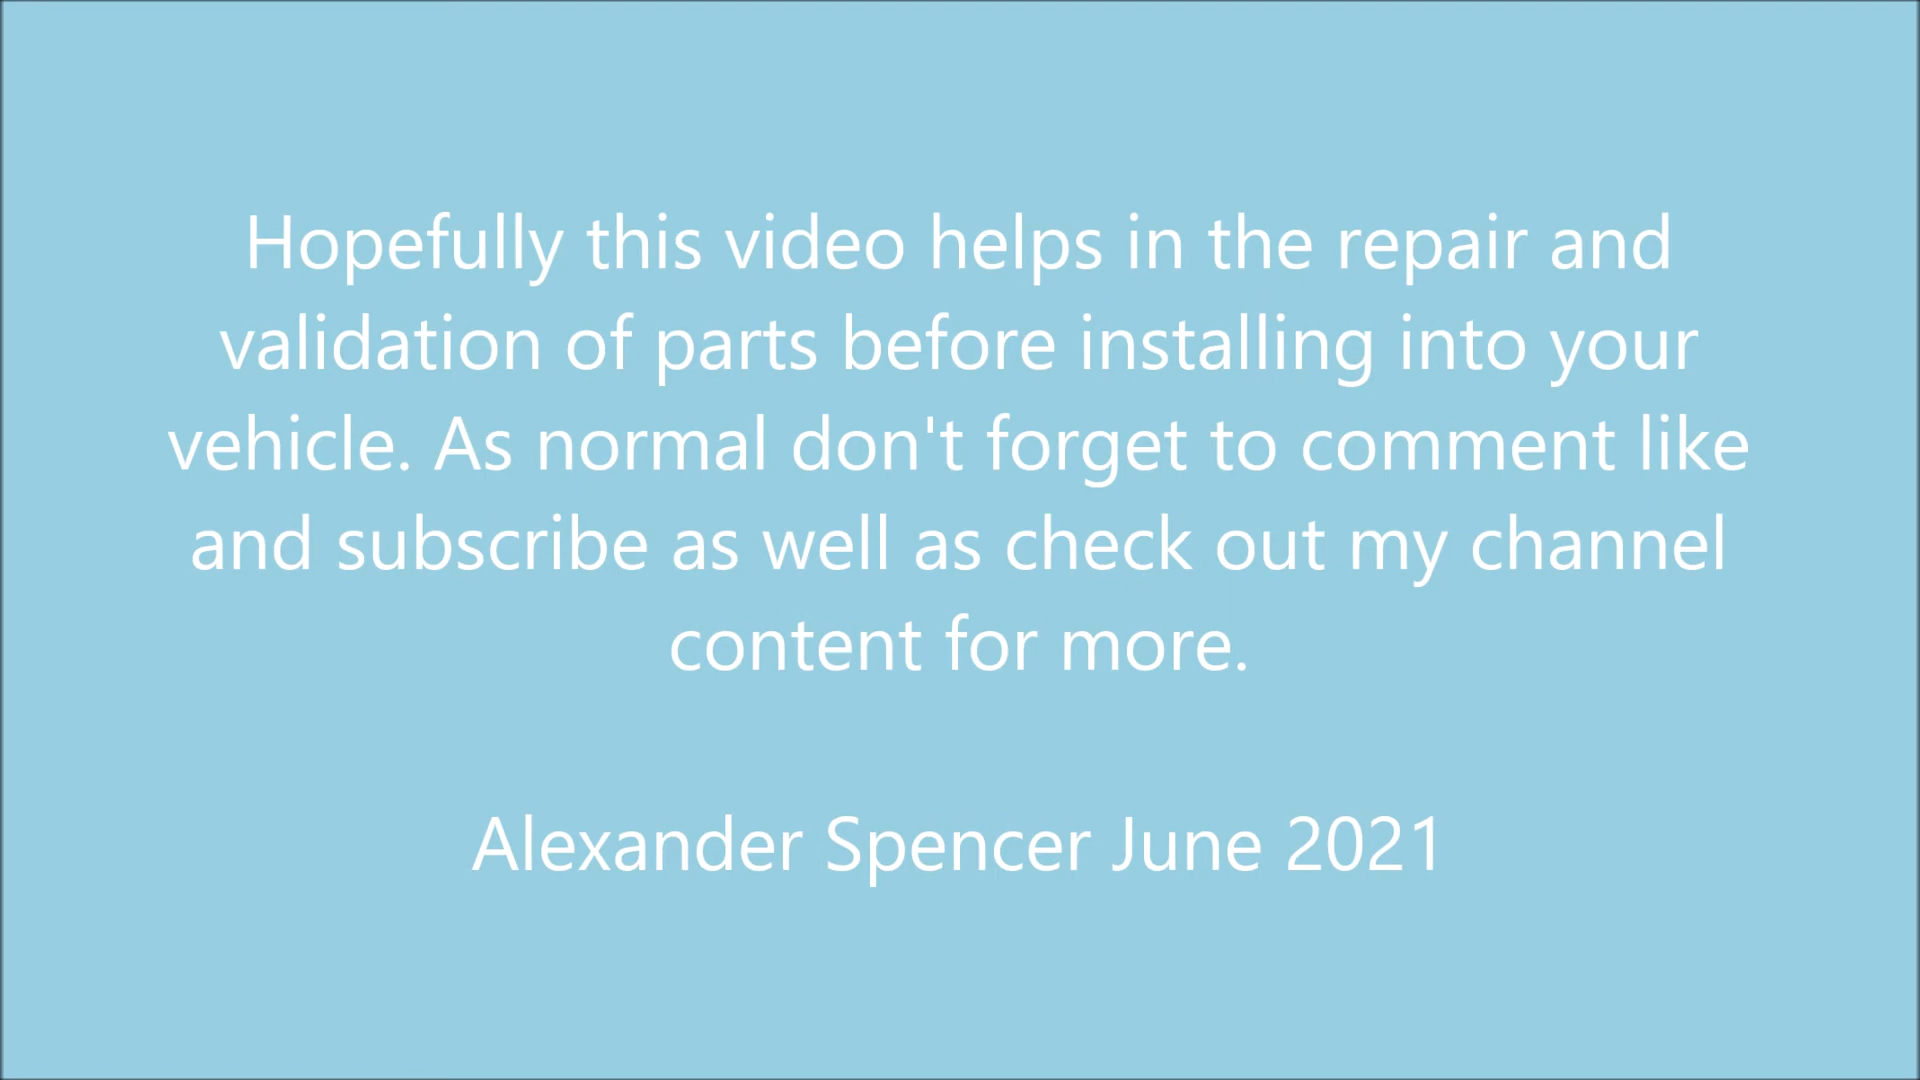 Hopefully this video helps in the repair and
validation of parts before installing into your
vehicle. As normal don't forget to comment like
and subscribe as well as check out my channel
content for more.
Alexander Spencer June 2021